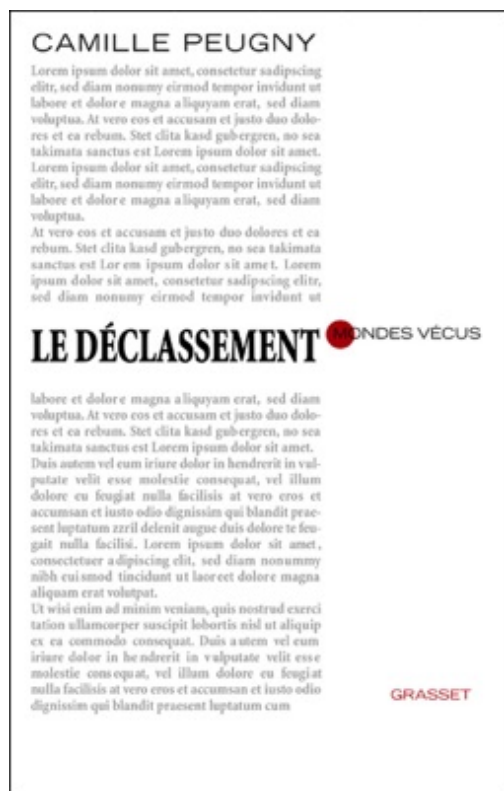 CAMILLE PEUGNY
Lorem ipsum dolor sit amet, consetetur sadipscing
elitr, sed diam nonumy eirmod tempor invidunt ut
labore et dolore magna aliquyam erat, sed diam
voluptua. At vero eos et accusam et justo duo dolo-
res et ea rebum. Stet clita kasd gubergren, no sea
takimata sanctus est Lorem ipsum dolor sit amet.
Lorem ipsum dolor sit amet, consetetur sadipscing
elitr, sed diam nonumy eirmod tempor invidunt ut
labore et dolore magna aliquyam erat, sed diam
voluptua.
At vero eos et accusam et justo duo dolores et ea
rebum. Stet clita kasd gubergren, no sea takimata
sanctus est Lorem ipsum dolor sit amet. Lorem
ipsum dolor sit amet, consetetur sadipscing elitr,
sed diam nonumy eirmod tempor invidunt ut
LE DÉCLASSEMENT
MONDES VÉCUS
labore et dolore magna aliquyam erat, sed diam
voluptua. At vero eos et accusam et justo duo dolo-
res et ea rebum. Stet clita kasd gubergren, no sea
takimata sanctus est Lorem ipsum dolor sit amet.
Duis autem vel eum iriure dolor in hendrerit in vul-
putate velit esse molestie consequat, vel illum
dolore eu feugiat nulla facilisis at vero eros et
accumsan et iusto odio dignissim qui blandit prae-
sent luptatum zzril delenit augue duis dolore te feu-
gait nulla facilisi. Lorem ipsum dolor sit amet,
consectetuer adipiscing elit, sed diam nonummy
nibh euismod tincidunt ut laoreet dolore magna
aliquam erat volutpat.
Ut wisi enim ad minim veniam, quis nostrud exerci
tation ullamcorper suscipit lobortis nisl ut aliquip
ex ea commodo consequat. Duis autem vel eum
iriure dolor in hendrerit in vulputate velit esse
molestie consequat, vel illum dolore eu feugiat
nulla facilisis at vero eros et accumsan et iusto odio
dignissim qui blandit praesent luptatum cum
GRASSET